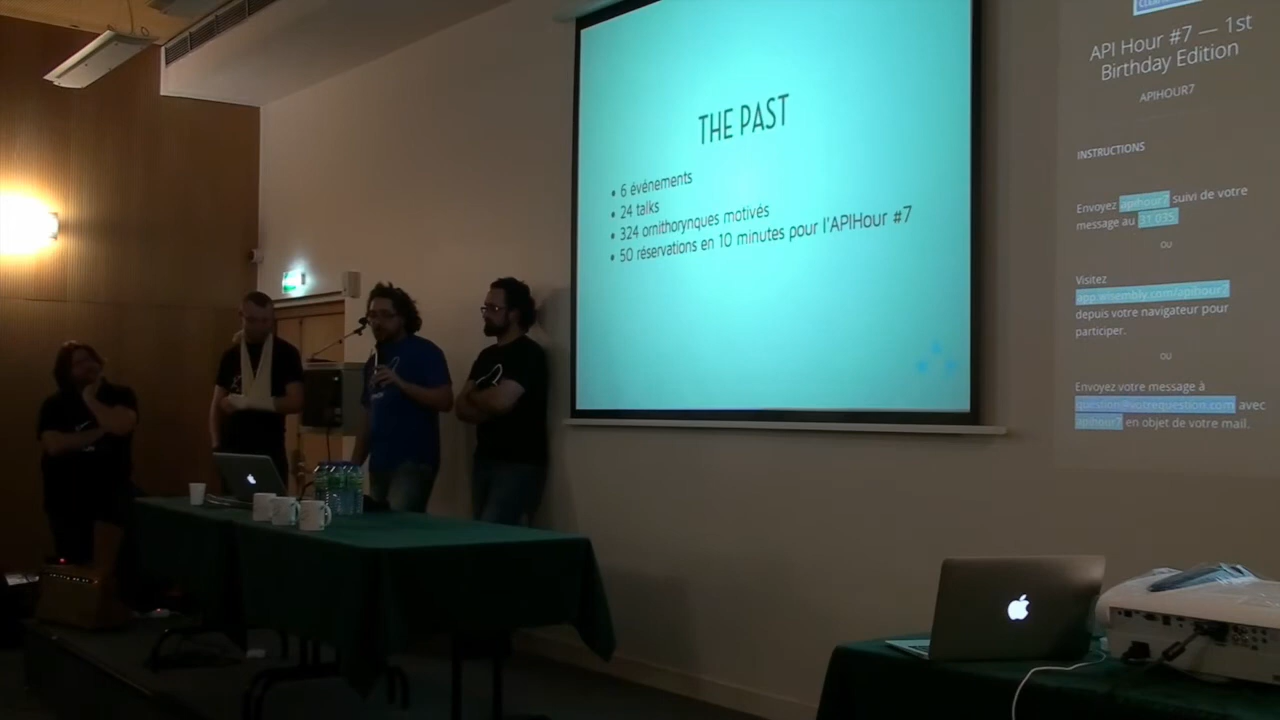 THE PAST
• 6 événements
• 24 talks
• 324 ornithorynques motivés
• 50 réservations en 10 minutes pour l'APIHour #7
API Hour #7 — 1st
Birthday Edition
APIHOUR7
INSTRUCTIONS
Envoyez apihour7 suivi de votre
message au 31 035
ou
Visitez
app.wisembly.com/apihour7
depuis votre navigateur pour
participer.
ou
Envoyez votre message à
question@votrequestion.com avec
apihour7 en objet de votre mail.